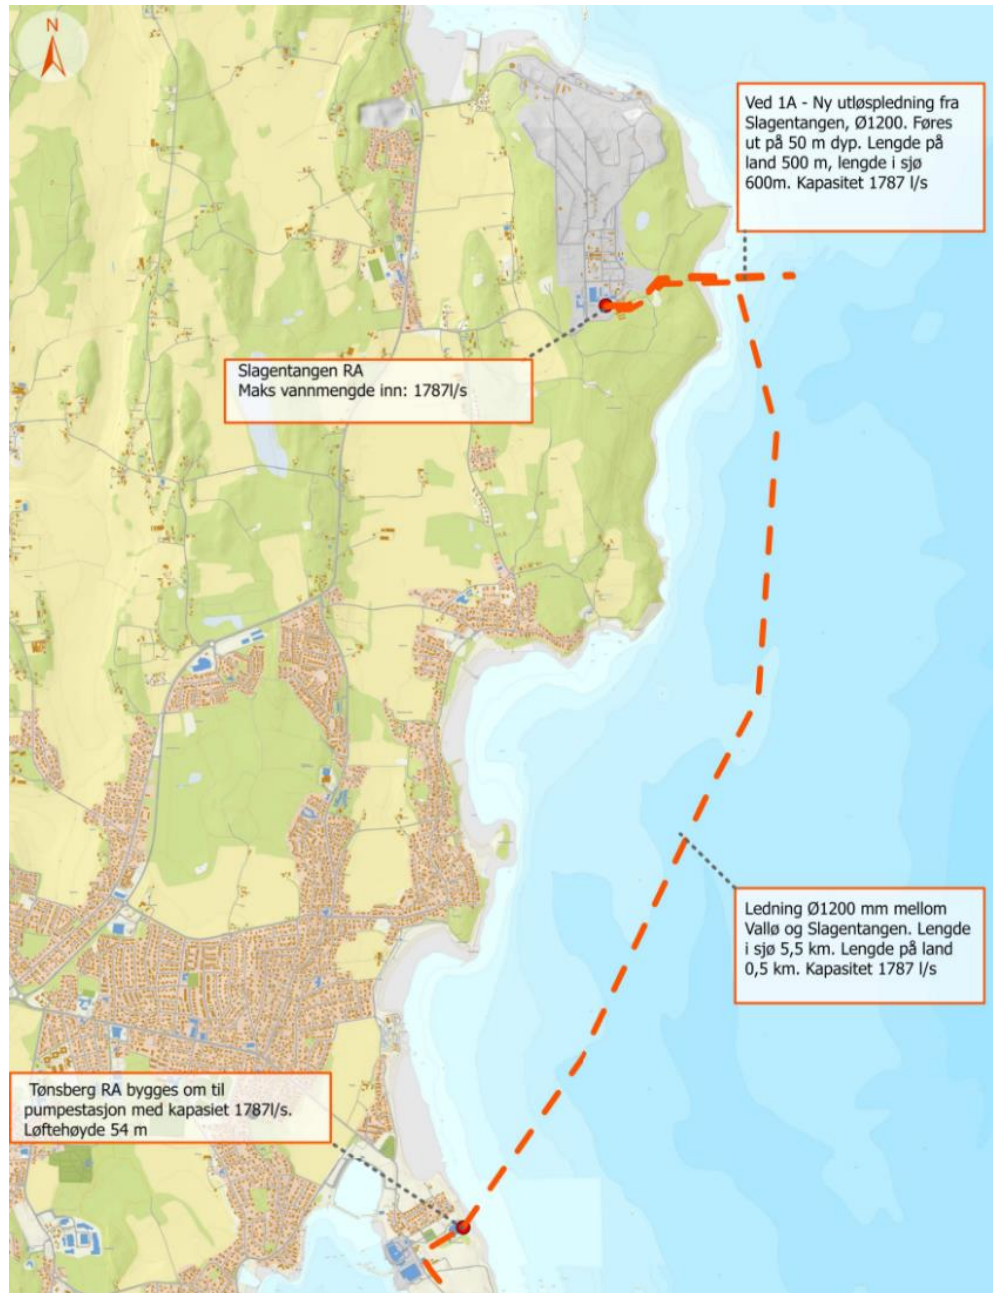 N
Ved 1A - Ny utløspledning fra
Slagentangen, Ø1200. Føres
ut på 50 m dyp. Lengde på
land 500 m, lengde i sjø
600m. Kapasitet 1787 l/s
Slagentangen RA
Maks vannmengde inn: 1787l/s
Ledning Ø1200 mm mellom
Vallø og Slagentangen. Lengde
i sjø 5,5 km. Lengde på land
0,5 km. Kapasitet 1787 l/s
Tønsberg RA bygges om til
pumpestasjon med kapasiet 1787l/s.
Løftehøyde 54 m